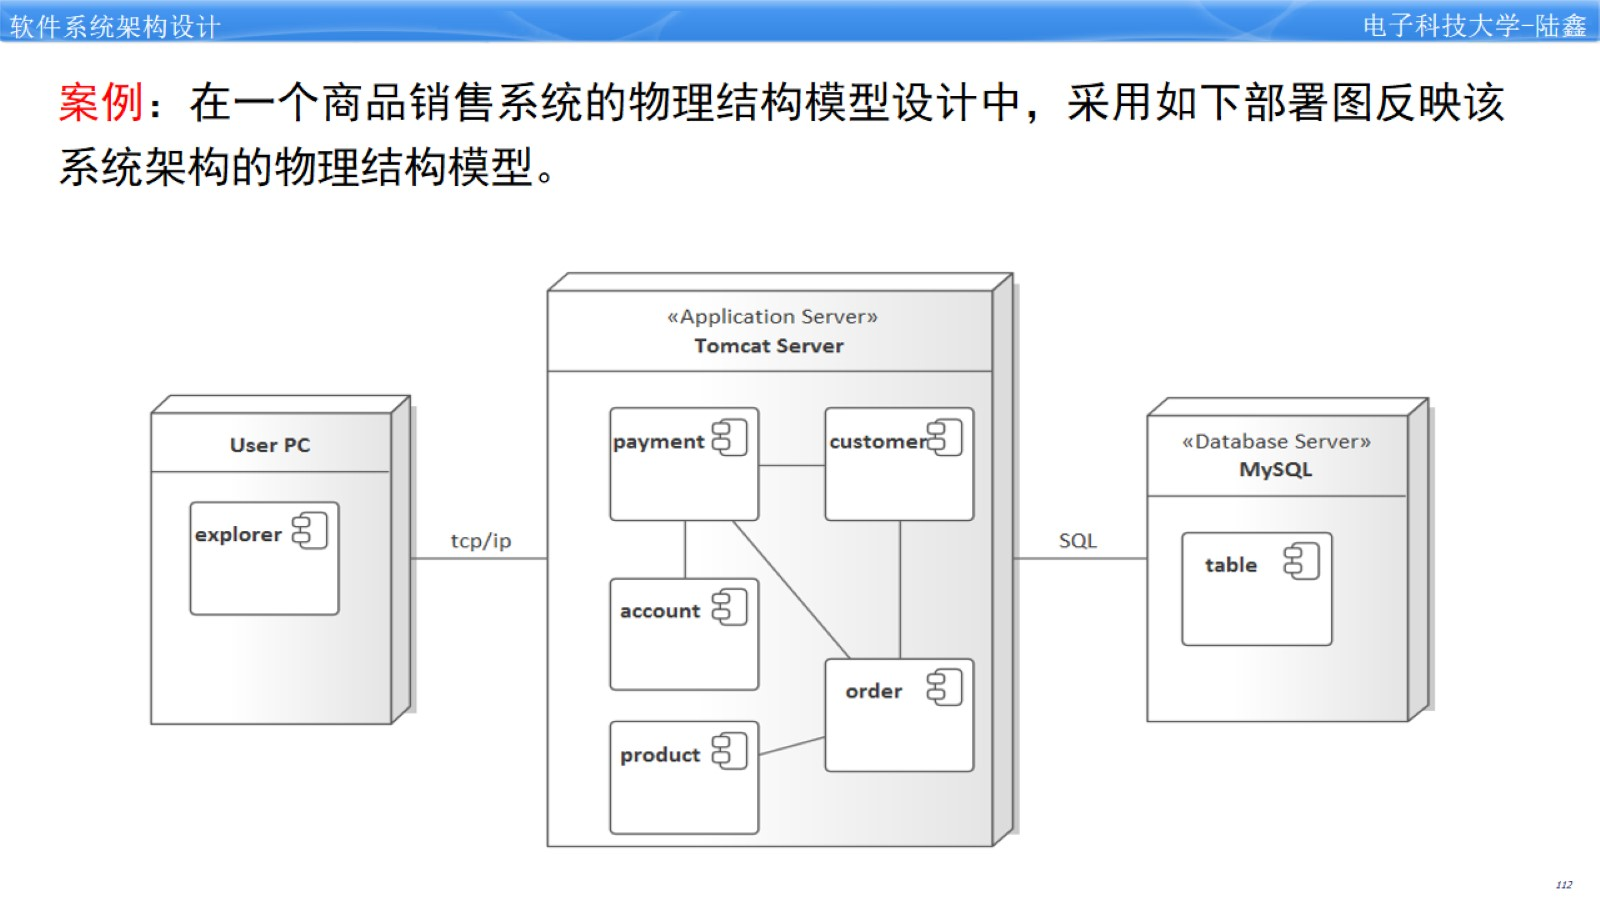 软件系统架构设计
电子科技大学-陆鑫
案例：在一个商品销售系统的物理结构模型设计中，采用如下部署图反映该
系统架构的物理结构模型。
«Application Server»
Tomcat Server
User PC
explorer
tcp/ip
payment
customer
account
order
product
SQL
«Database Server»
MySQL
table
112